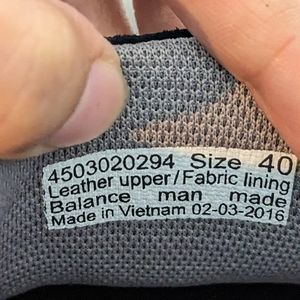 4503020294 Size 40
Leather upper/Fabric lining
Balance man made
Made in Vietnam 02-03-2016